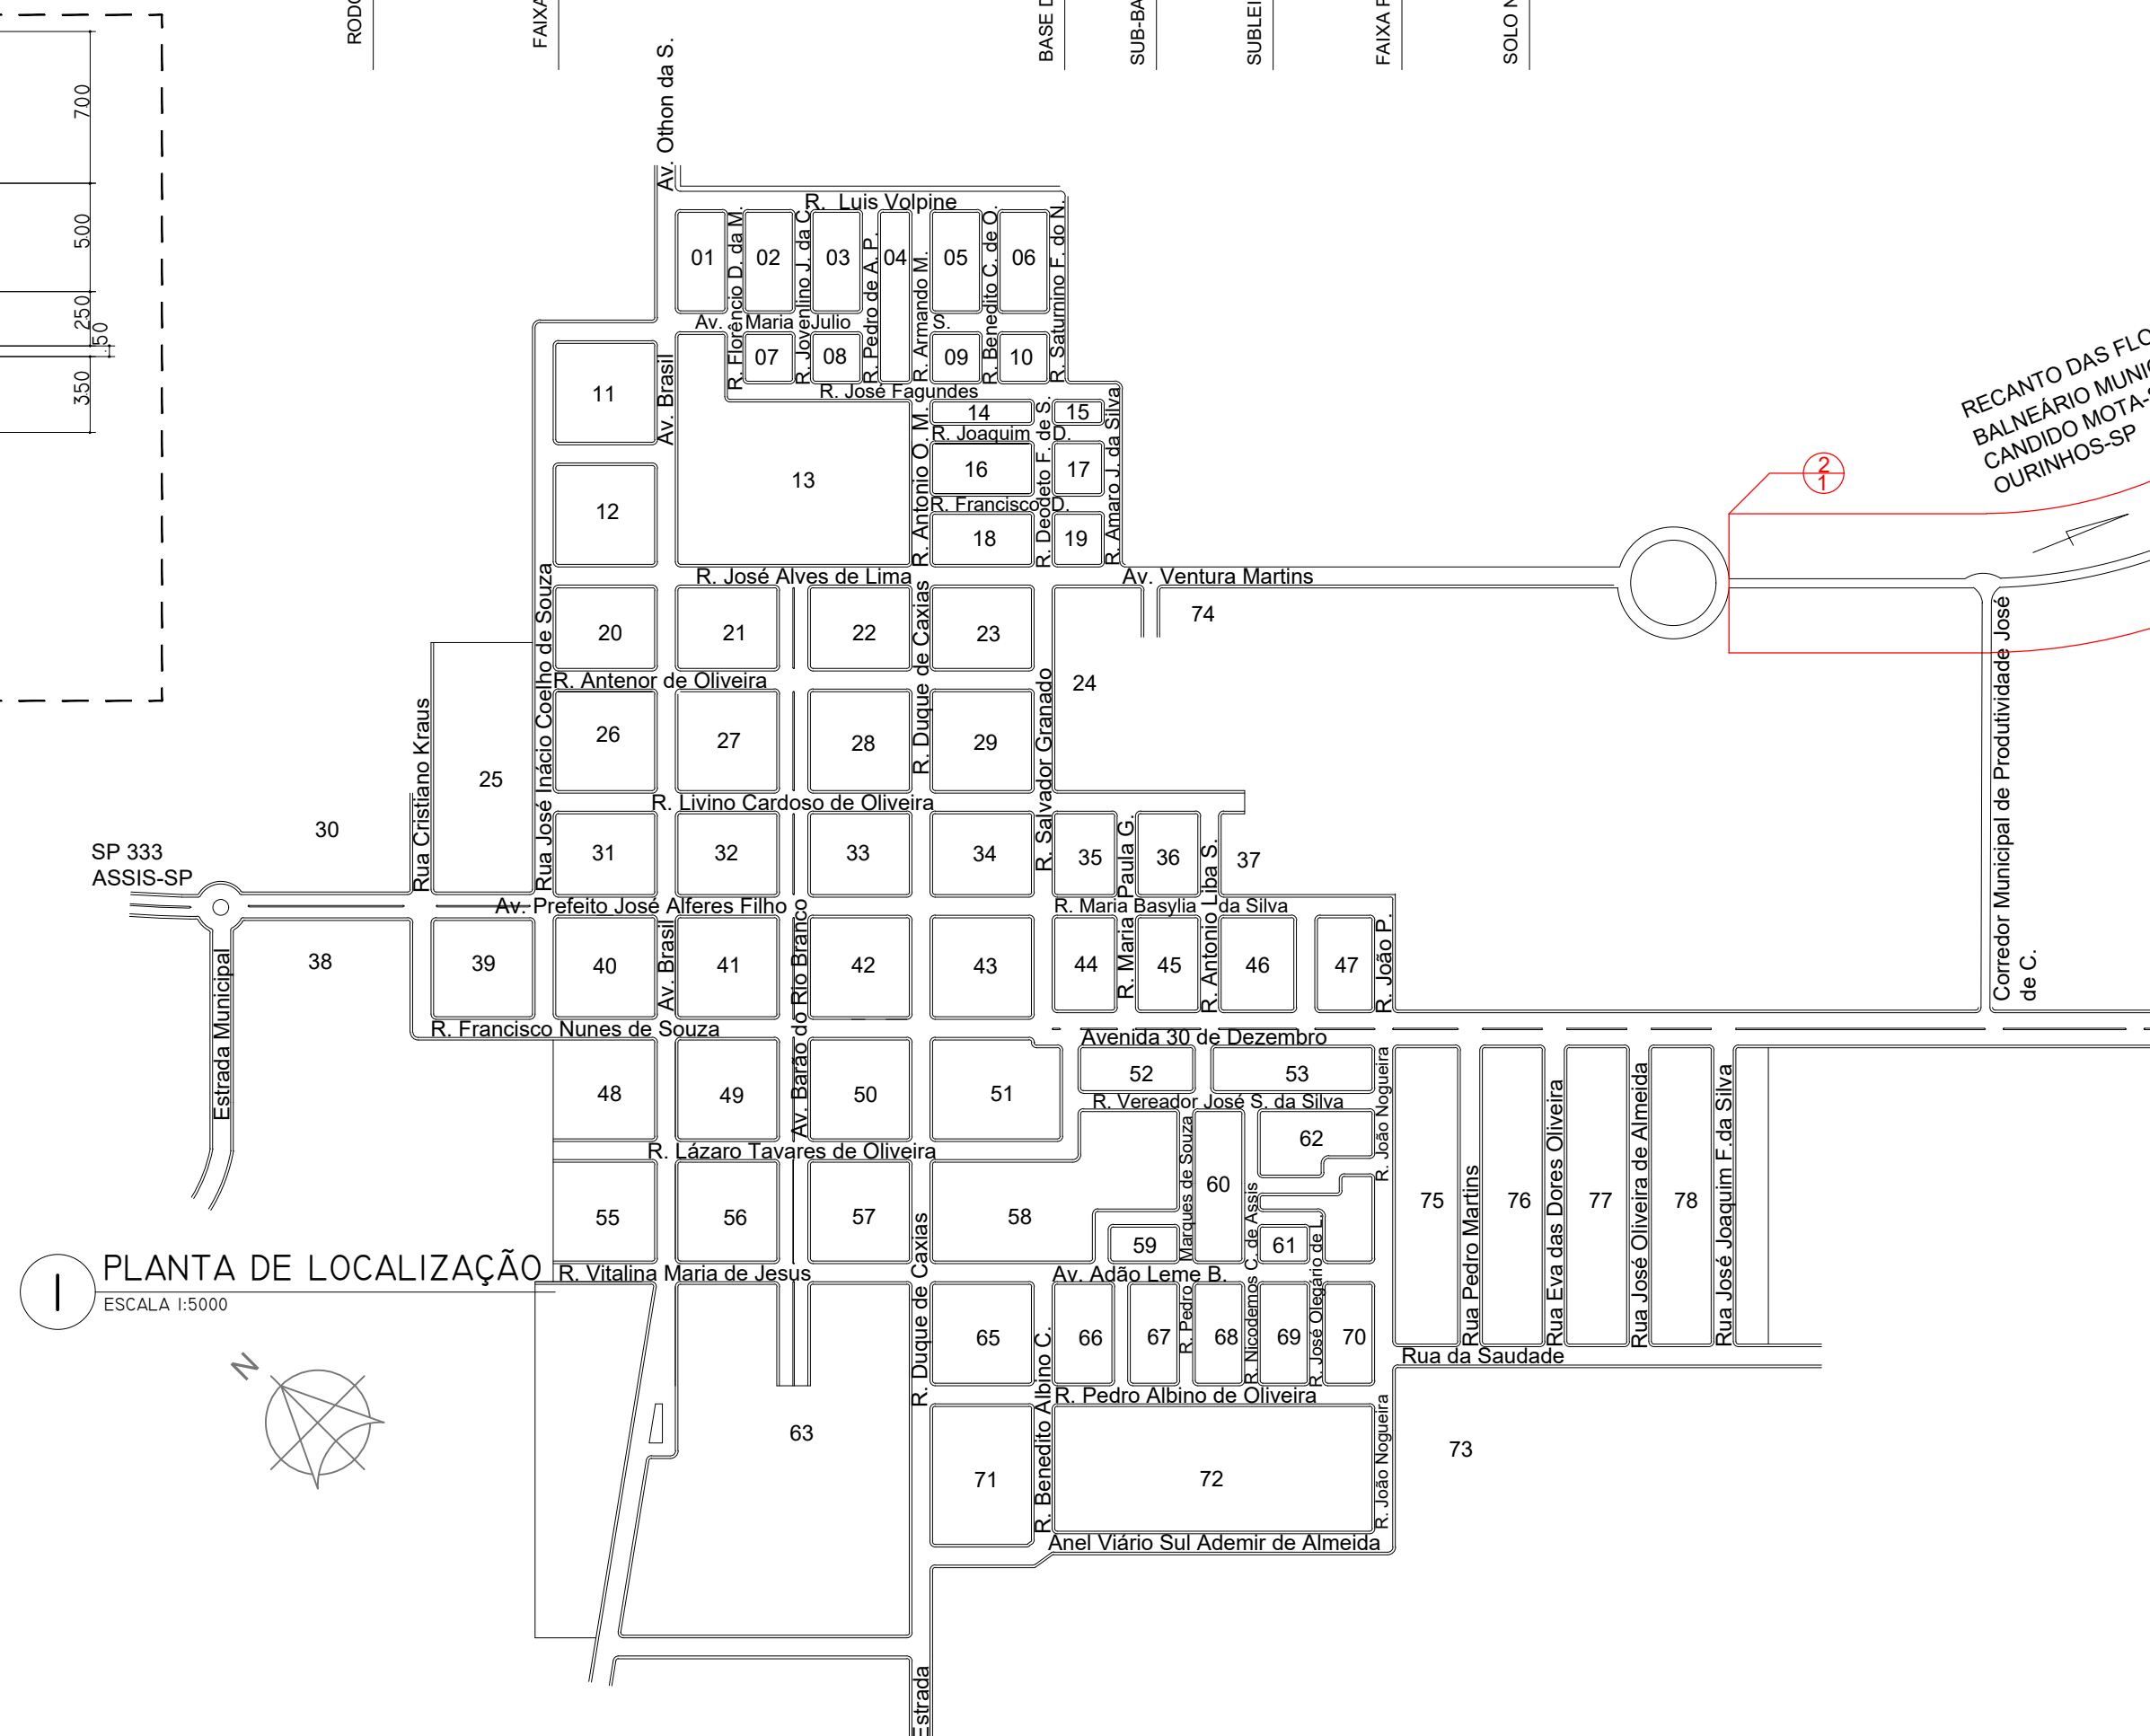 700
500
250
50
350
RODO
FAIXA
BASE D
SUB-BA
SUBLEI
FAIXA
SOLO N
Av. Othon da S.
R. Luis Volpine
01
02
03
04
05
06
R. Florêncio D. da M.
R. Jovenlino J. da C.
R. Pedro de A. P.
R. Armando M.
R. Benedito C. de O.
R. Saturnino F. do N.
Av. Maria Julio S.
07
08
09
10
R. José Fagundes
11
Av. Brasil
12
13
14
15
R. Joaquim D.
16
17
R. Francisco D.
18
19
R. Antonio O. M.
R. Deodeto F. de S.
R. Amaro J. da Silva
RECANTO DAS FLO
BALNEÁRIO MUNIC
CANDIDO MOTA-
OURINHOS-SP
2
1
R. José Alves de Lima
Av. Ventura Martins
74
20
21
22
23
24
R. Antenor de Oliveira
Rua José Inácio Coelho de Souza
R. Duque de Caxias
R. Salvador Granado
Rua Cristiano Kraus
25
26
27
28
29
R. Livino Cardoso de Oliveira
30
31
32
33
34
35
36
37
R. Maria Paula G.
R. Antonio Liba S.
SP 333
ASSIS-SP
Av. Prefeito José Alferes Filho
R. Maria Basylia da Silva
Corredor Municipal de Produtividade José
de C.
Estrada Municipal
38
39
40
Av. Brasil
41
Av. Barão do Rio Branco
42
43
44
45
46
47
R. João P.
R. Francisco Nunes de Souza
Avenida 30 de Dezembro
48
49
50
51
52
53
R. Vereador José S. da Silva
R. Lázaro Tavares de Oliveira
55
56
57
58
59
60
61
62
R. Pedro Marques de Souza
R. Nicodemos C. de Assis
R. José Olegário de L.
R. João Nogueira
75
76
77
78
Rua Pedro Martins
Rua Eva das Dores Oliveira
Rua José Oliveira de Almeida
Rua José Joaquim F.da Silva
1
PLANTA DE LOCALIZAÇÃO
ESCALA 1:5000
R. Vitalina Maria de Jesus
Av. Adão Leme B.
R. Duque de Caxias
N
63
65
66
67
68
69
70
Rua da Saudade
R. Pedro Albino de Oliveira
R. Benedito Albino C.
71
72
73
R. João Nogueira
Anel Viário Sul Ademir de Almeida
Estrada